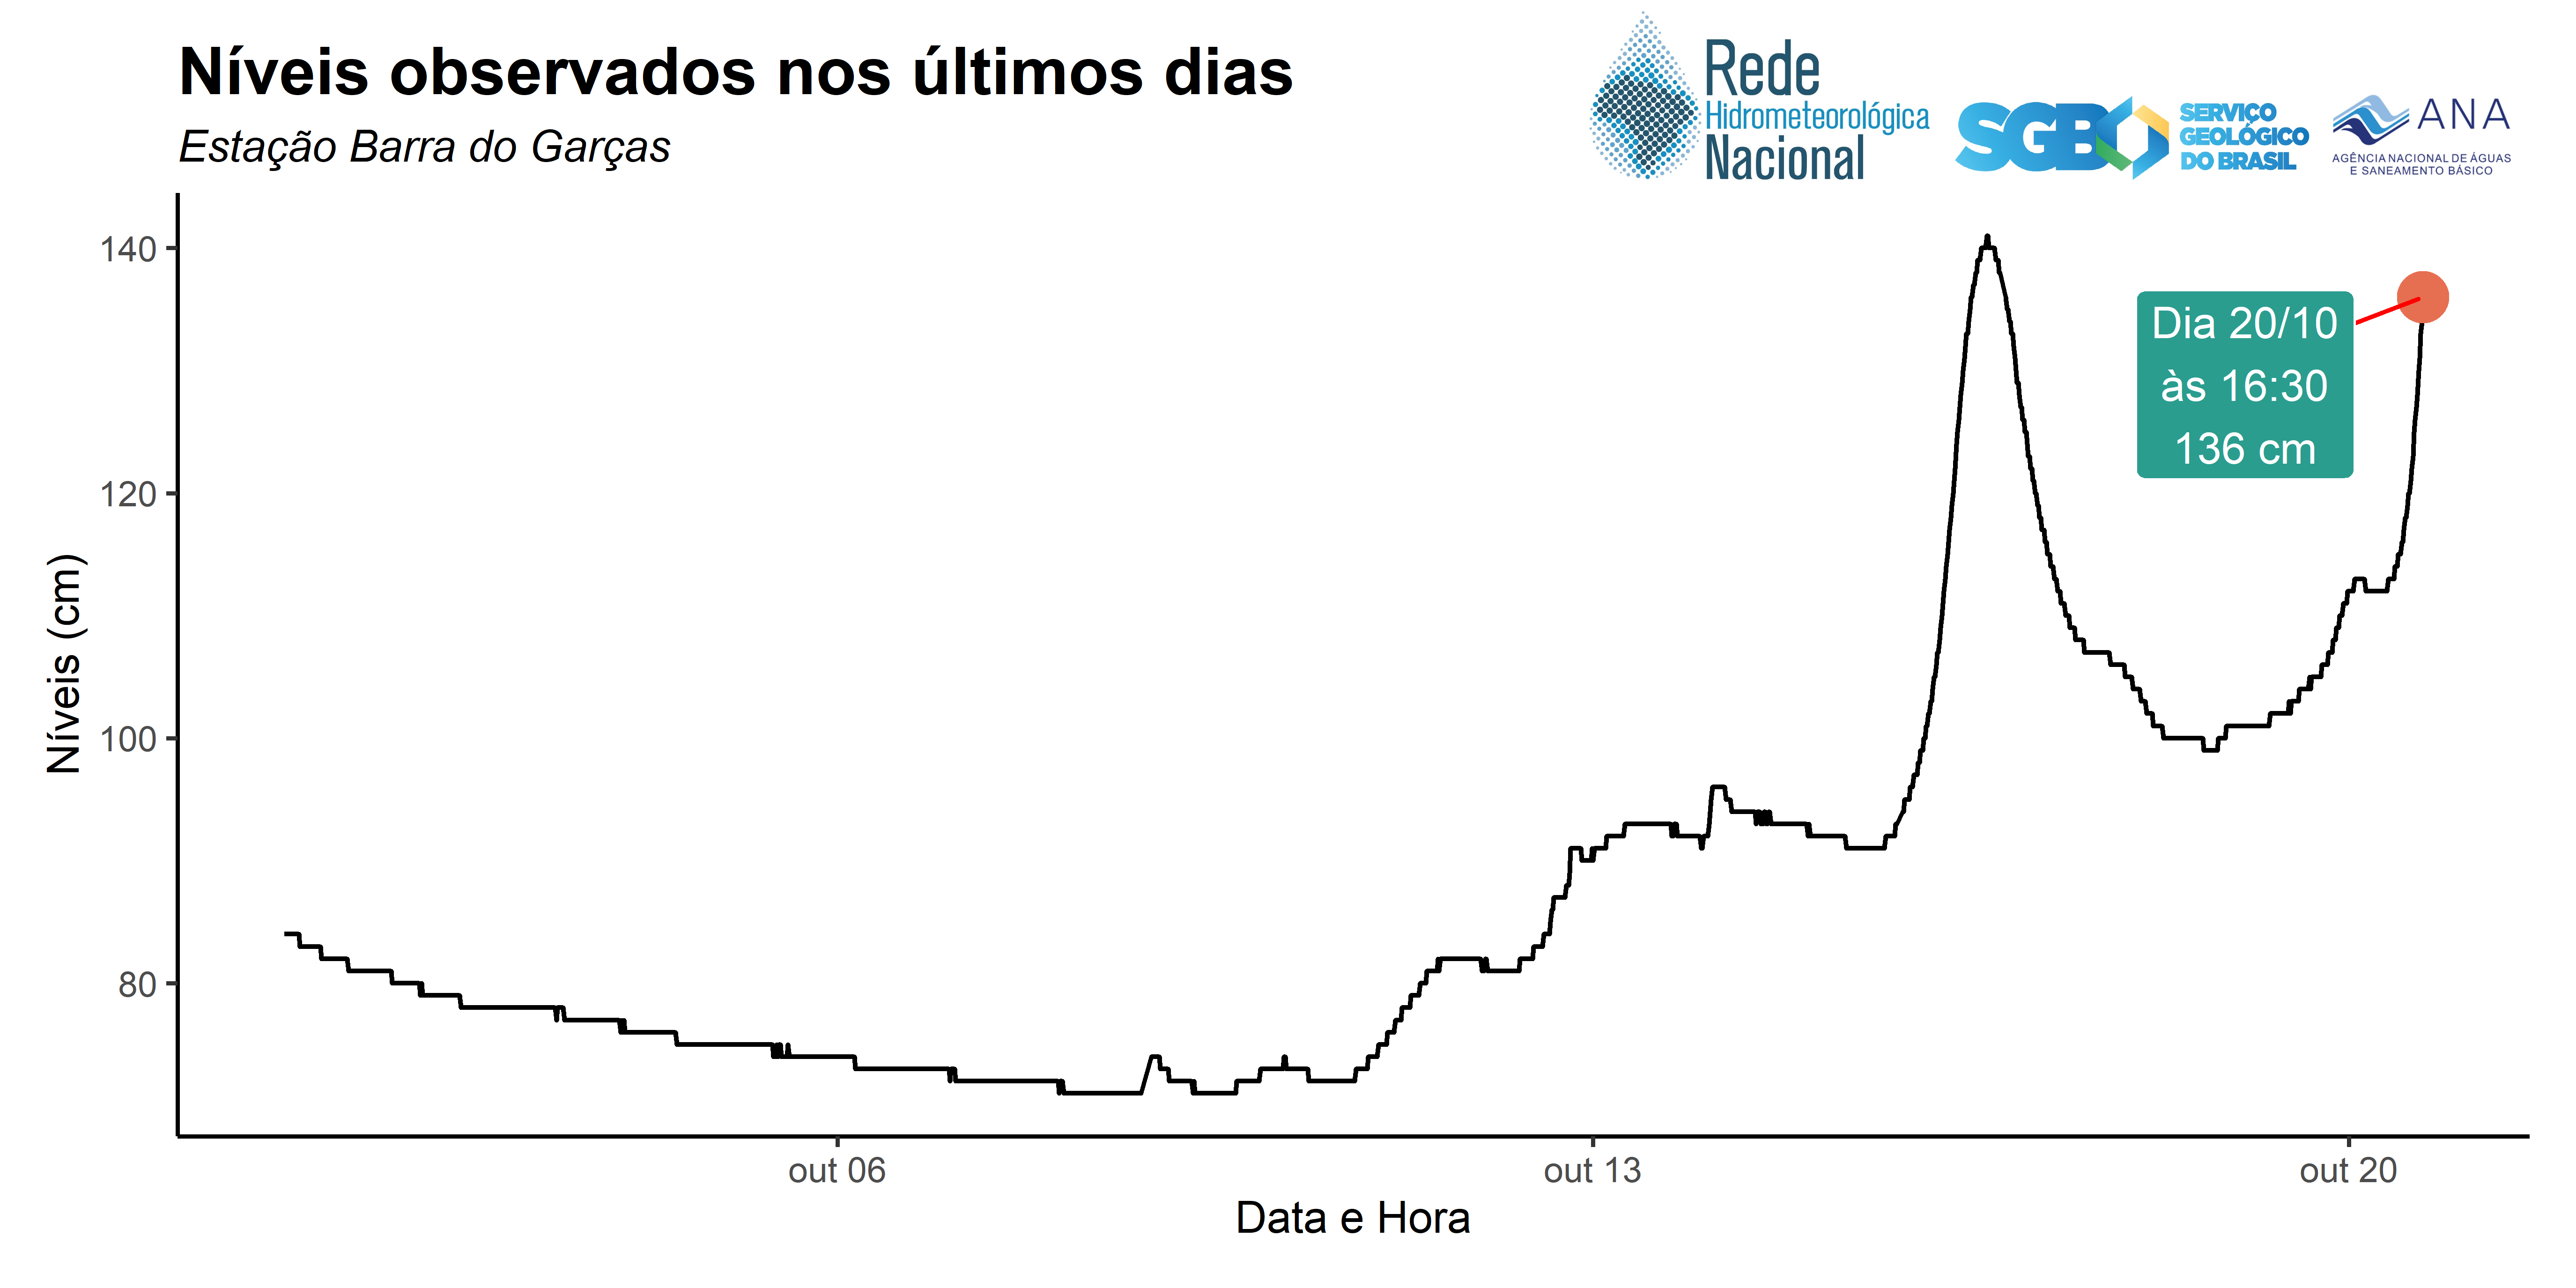 Níveis observados nos últimos dias
Estação Barra do Garças
Rede
Hidrometeorológica
Nacional
SGB
SERVIÇO
GEOLÓGICO
DO BRASIL
ANA
AGÊNCIA NACIONAL DE ÁGUAS
E SANEAMENTO BÁSICO
140
120
100
80
Níveis (cm)
Dia 20/10
às 16:30
136 cm
out 06
out 13
out 20
Data e Hora